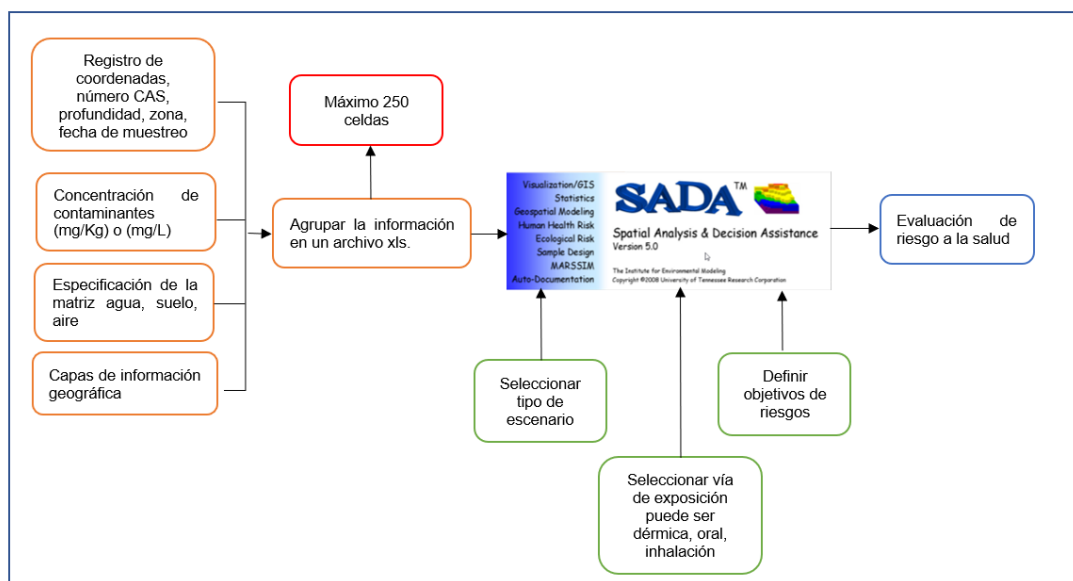 Registro de
coordenadas,
número CAS,
profundidad, zona,
fecha de muestreo
Concentración de
contaminantes
(mg/Kg) o (mg/L)
Especificación de la
matriz agua, suelo,
aire
Capas de información
geográfica
Máximo 250
celdas
Agrupar la información
en un archivo xls.
Visualization/GIS
Statistics
Geospatial Modeling
Human Health Risk
Ecological Risk
Sample Design
MARSSIM
Auto-Documentation
SADA™
Spatial Analysis & Decision Assistance
Version 5.0
The Institute for Environmental Modeling
Copyright ©2008 University of Tennessee Research Corporation
Seleccionar
tipo de
escenario
Seleccionar vía
de exposición
puede ser
dérmica, oral,
inhalación
Definir
objetivos de
riesgos
Evaluación de
riesgo a la salud